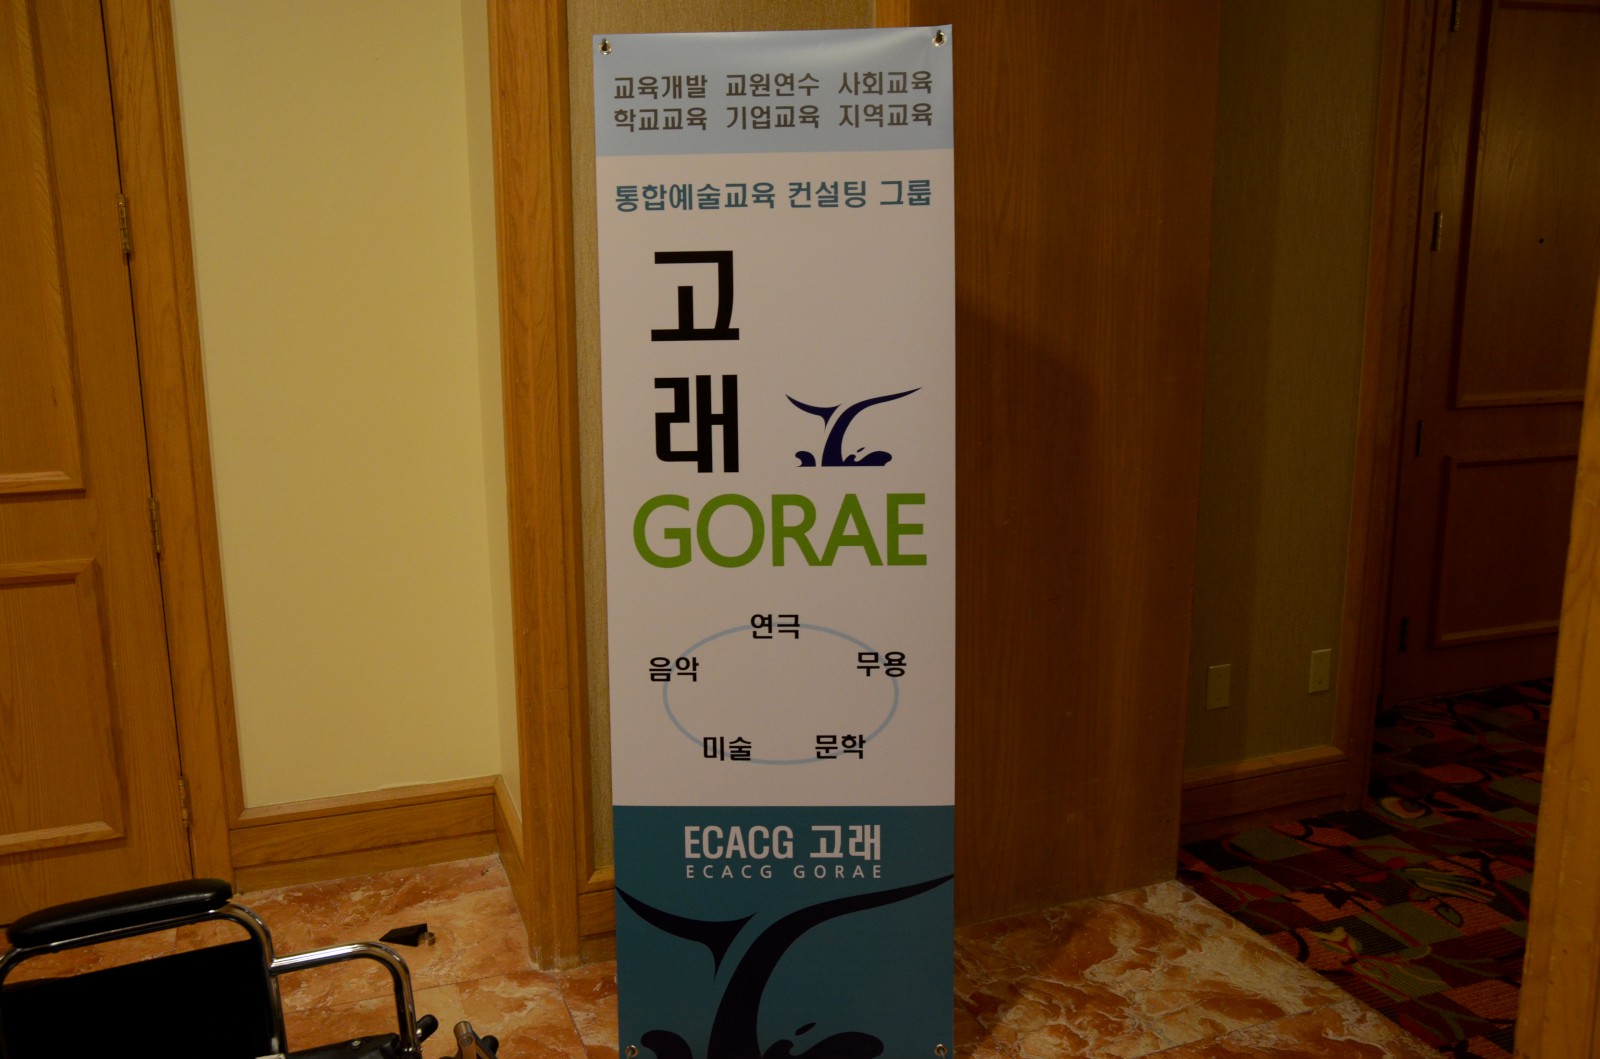 교육개발 교원연수 사회교육
학교교육 기업교육 지역교육
통합예술교육 컨설팅 그룹
고
래
GORAE
연극
음악
무용
미술
문학
ECACG 고래
ECACG GORAE